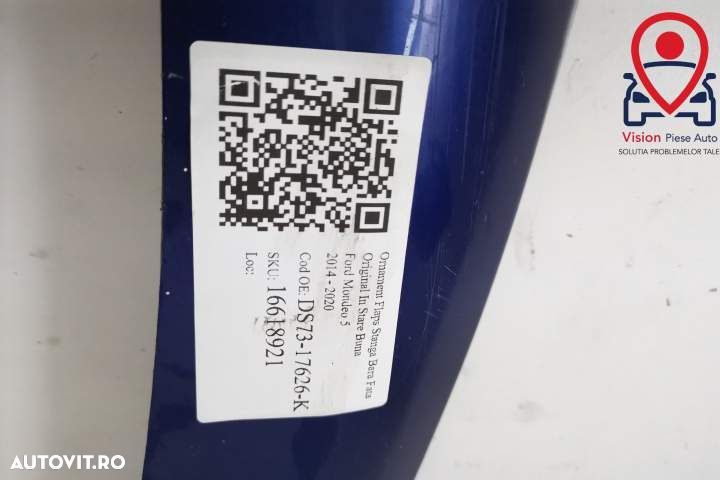 Ornament Flaps Stanga Bara Fata
Original In Stare Buna
Ford Mondeo 5
2014 - 2020
Cod OE: DS73-17626-K
SKU: 16618921
Loc:
Vision Piese Auto
SOLUTIA PROBLEMELOR TALE
AUTOVIT.RO